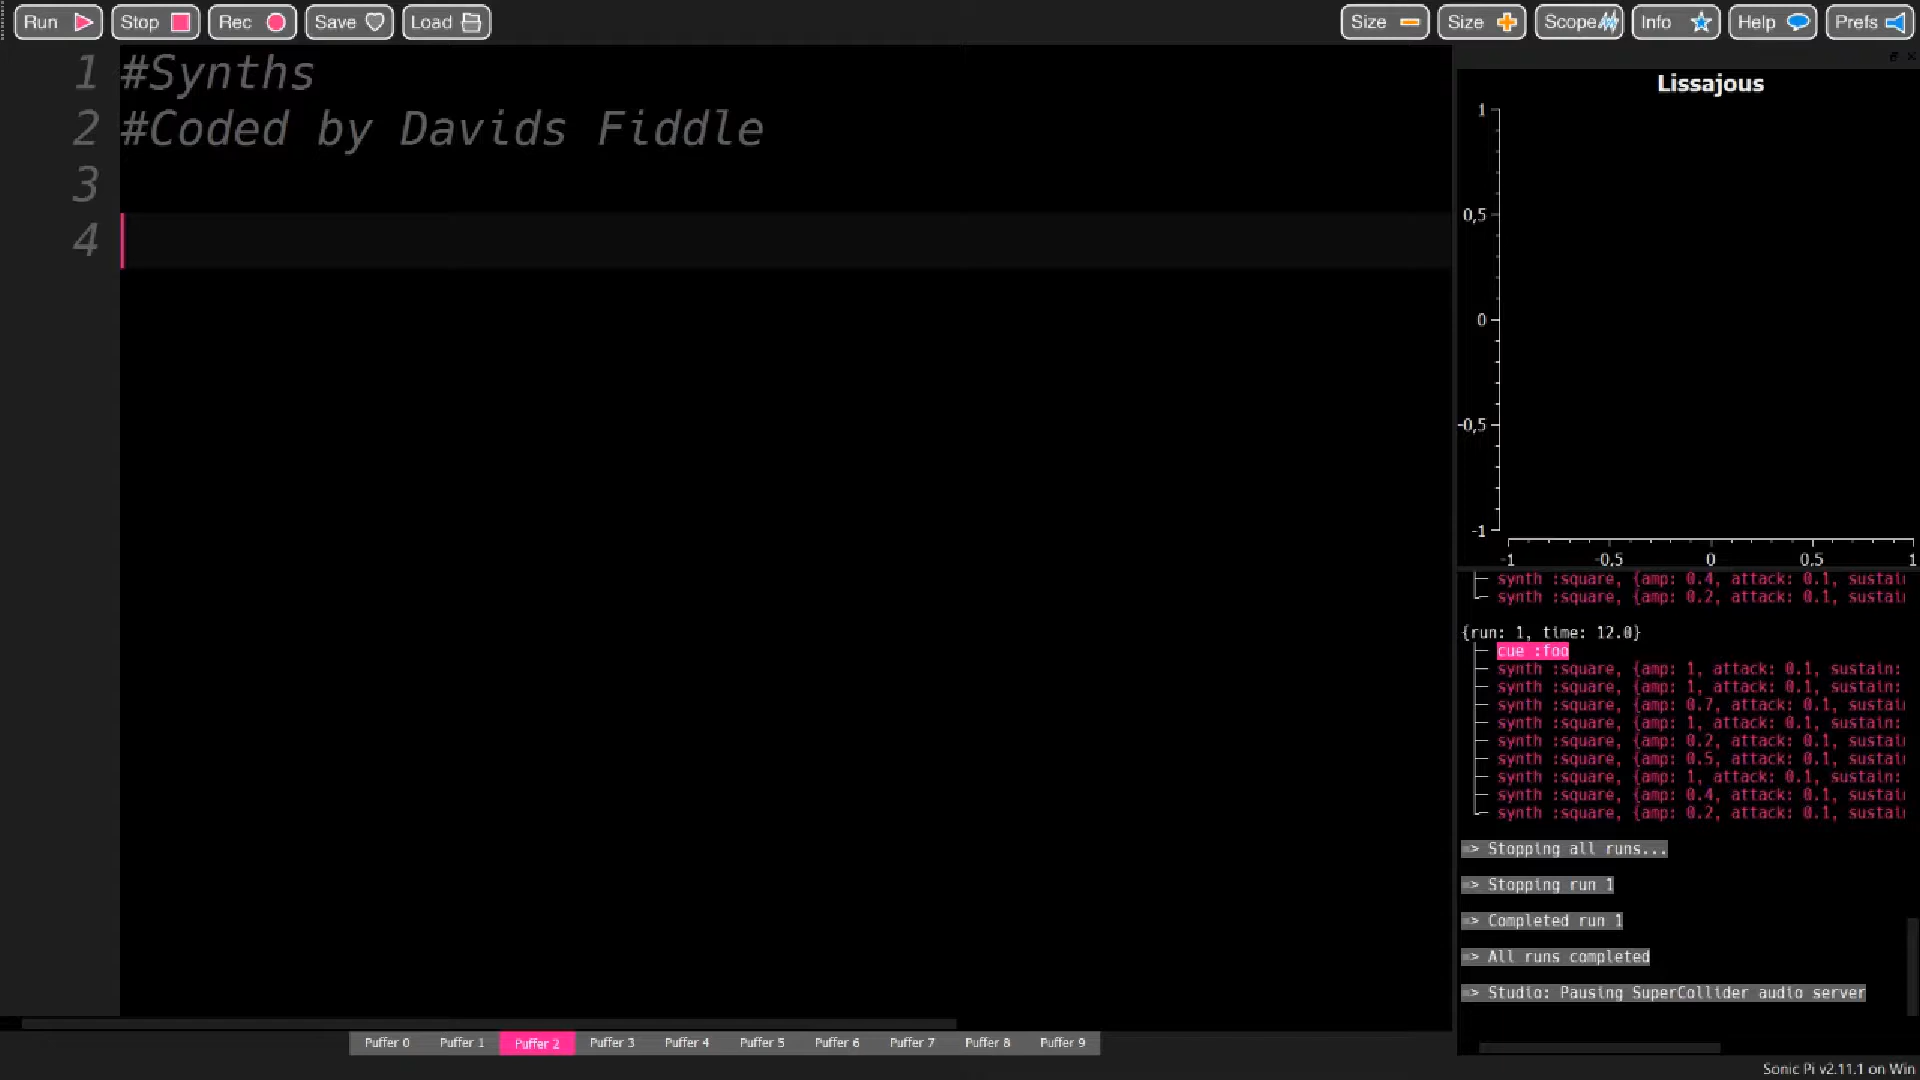 Run Stop Rec Save Load Size Size Scope Info Help Prefs
1 #Synths
2 #Coded by Davids Fiddle
3
4
Lissajous
1
0,5
0
-0,5
-1
-1 -0,5 0 0,5 1
synth :square, {amp: 0.4, attack: 0.1, sustai
synth :square, {amp: 0.2, attack: 0.1, sustai
{run: 1, time: 12.0}
cue :foo
synth :square, {amp: 1, attack: 0.1, sustain:
synth :square, {amp: 1, attack: 0.1, sustain:
synth :square, {amp: 0.7, attack: 0.1, sustai
synth :square, {amp: 1, attack: 0.1, sustain:
synth :square, {amp: 0.2, attack: 0.1, sustai
synth :square, {amp: 0.5, attack: 0.1, sustai
synth :square, {amp: 1, attack: 0.1, sustain:
synth :square, {amp: 0.4, attack: 0.1, sustai
synth :square, {amp: 0.2, attack: 0.1, sustai
=> Stopping all runs...
=> Stopping run 1
=> Completed run 1
=> All runs completed
=> Studio: Pausing SuperCollider audio server
Puffer 0 Puffer 1 Puffer 2 Puffer 3 Puffer 4 Puffer 5 Puffer 6 Puffer 7 Puffer 8 Puffer 9
Sonic Pi v2.11.1 on Win